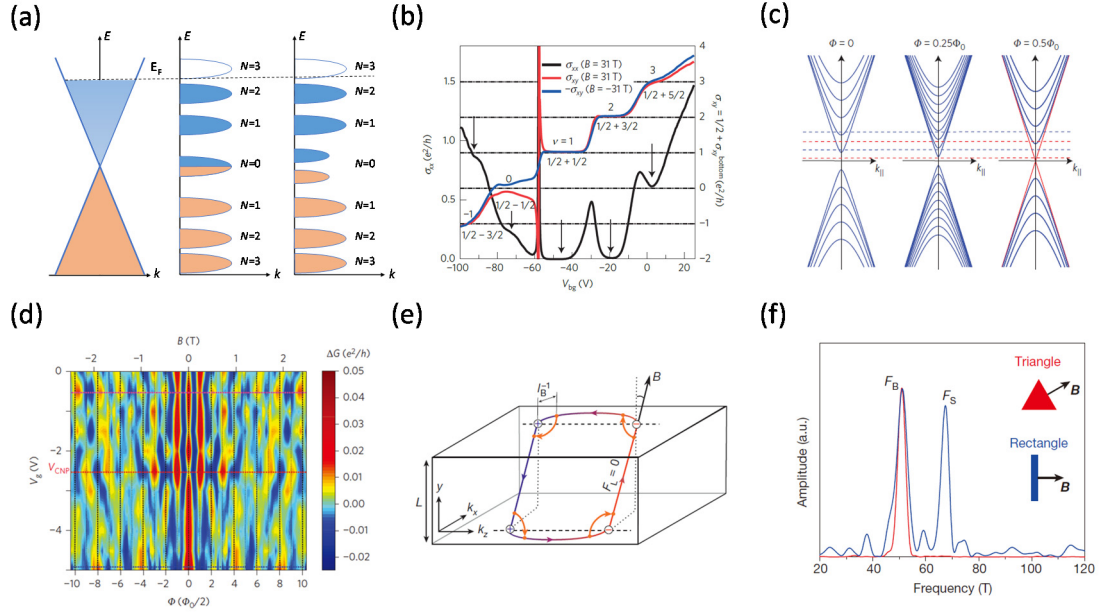 (a)
E
E
E
E_F
N=3
N=3
N=2
N=2
N=1
N=1
N=0
N=0
N=1
N=1
N=2
N=2
N=3
N=3
k
k
k
(b)
σxx (B = 31 T)
σxy (B = 31 T)
−σxy (B = −31 T)
3
1/2 + 5/2
2
1/2 + 3/2
ν = 1
1/2 + 1/2
0
1/2 − 1/2
−1
1/2 − 3/2
1.5
1.0
0.5
0.0
σxx (e²/h)
4
3
2
1
0
−1
−2
σxy = 1/2 + σxy^bottom (e²/h)
−100
−80
−60
−40
−20
0
20
Vbg (V)
(c)
Φ = 0
Φ = 0.25Φ0
Φ = 0.5Φ0
k||
k||
k||
(d)
B (T)
−2
−1
0
1
2
ΔG (e²/h)
0
−2
−4
Vg (V)
VCNP
0.05
0.04
0.03
0.02
0.01
0.00
−0.01
−0.02
−10
−8
−6
−4
−2
0
2
4
6
8
10
Φ (Φ0/2)
(e)
l_B⁻¹
B
L
y
kx
kz
FL = 0
(f)
FB
FS
Triangle
B
Rectangle
B
Amplitude (a.u.)
20
40
60
80
100
120
Frequency (T)